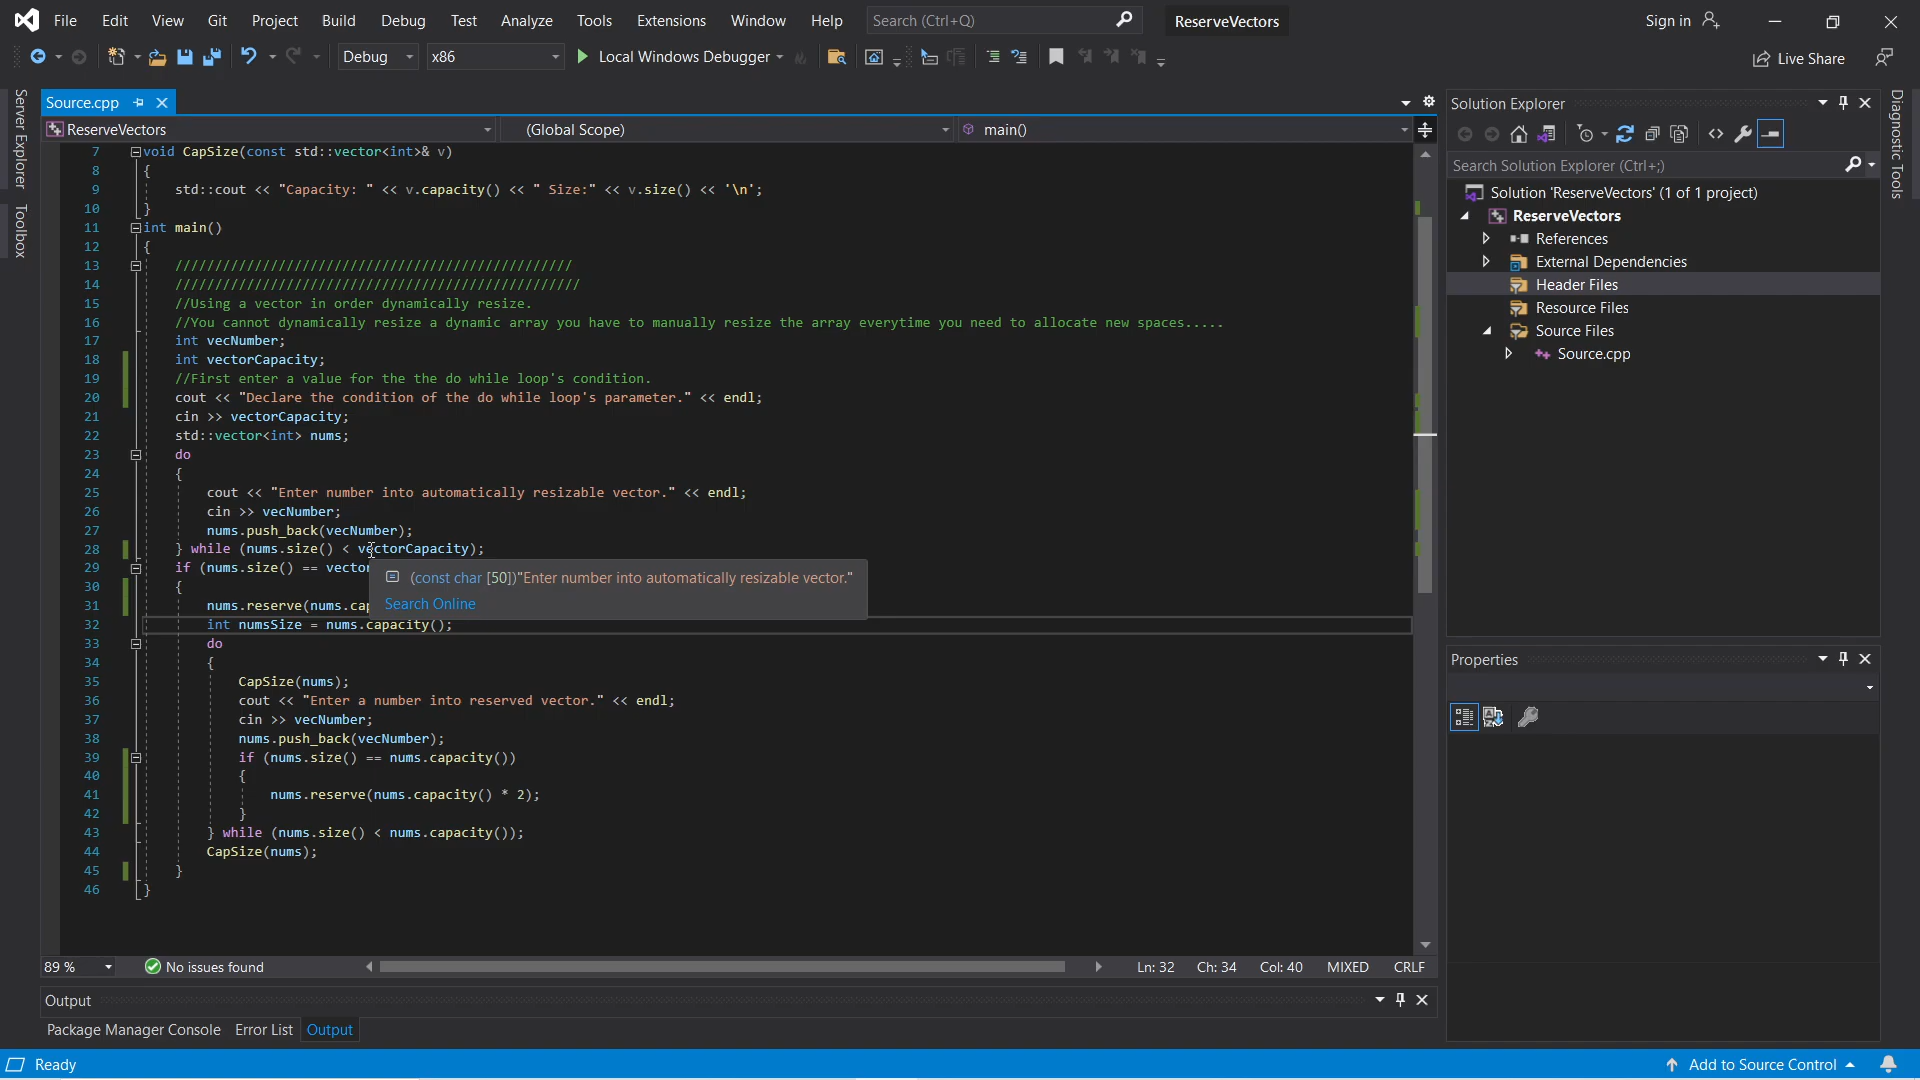 File Edit View Git Project Build Debug Test Analyze Tools Extensions Window Help Search (Ctrl+Q) ReserveVectors Sign in
Debug x86 Local Windows Debugger Live Share
Server Explorer
Toolbox
Source.cpp
ReserveVectors (Global Scope) main()
7 void CapSize(const std::vector<int>& v)
8 {
9 std::cout << "Capacity: " << v.capacity() << " Size:" << v.size() << '\n';
10 }
11 int main()
12 {
13 //////////////////////////////////////////////////
14 ///////////////////////////////////////////////////
15 //Using a vector in order dynamically resize.
16 //You cannot dynamically resize a dynamic array you have to manually resize the array everytime you need to allocate new spaces.....
17 int vecNumber;
18 int vectorCapacity;
19 //First enter a value for the the do while loop's condition.
20 cout << "Declare the condition of the do while loop's parameter." << endl;
21 cin >> vectorCapacity;
22 std::vector<int> nums;
23 do
24 {
25 cout << "Enter number into automatically resizable vector." << endl;
26 cin >> vecNumber;
27 nums.push_back(vecNumber);
28 } while (nums.size() < vectorCapacity);
29 if (nums.size() == vector
(const char [50])"Enter number into automatically resizable vector."
30 {
Search Online
31 nums.reserve(nums.cap
32 int numsSize = nums.capacity();
33 do
34 {
35 CapSize(nums);
36 cout << "Enter a number into reserved vector." << endl;
37 cin >> vecNumber;
38 nums.push_back(vecNumber);
39 if (nums.size() == nums.capacity())
40 {
41 nums.reserve(nums.capacity() * 2);
42 }
43 } while (nums.size() < nums.capacity());
44 CapSize(nums);
45 }
46 }
89 % No issues found Ln: 32 Ch: 34 Col: 40 MIXED CRLF
Output
Package Manager Console Error List Output
Solution Explorer
Search Solution Explorer (Ctrl+;)
Solution 'ReserveVectors' (1 of 1 project)
ReserveVectors
References
External Dependencies
Header Files
Resource Files
Source Files
Source.cpp
Properties
Diagnostic Tools
Ready Add to Source Control